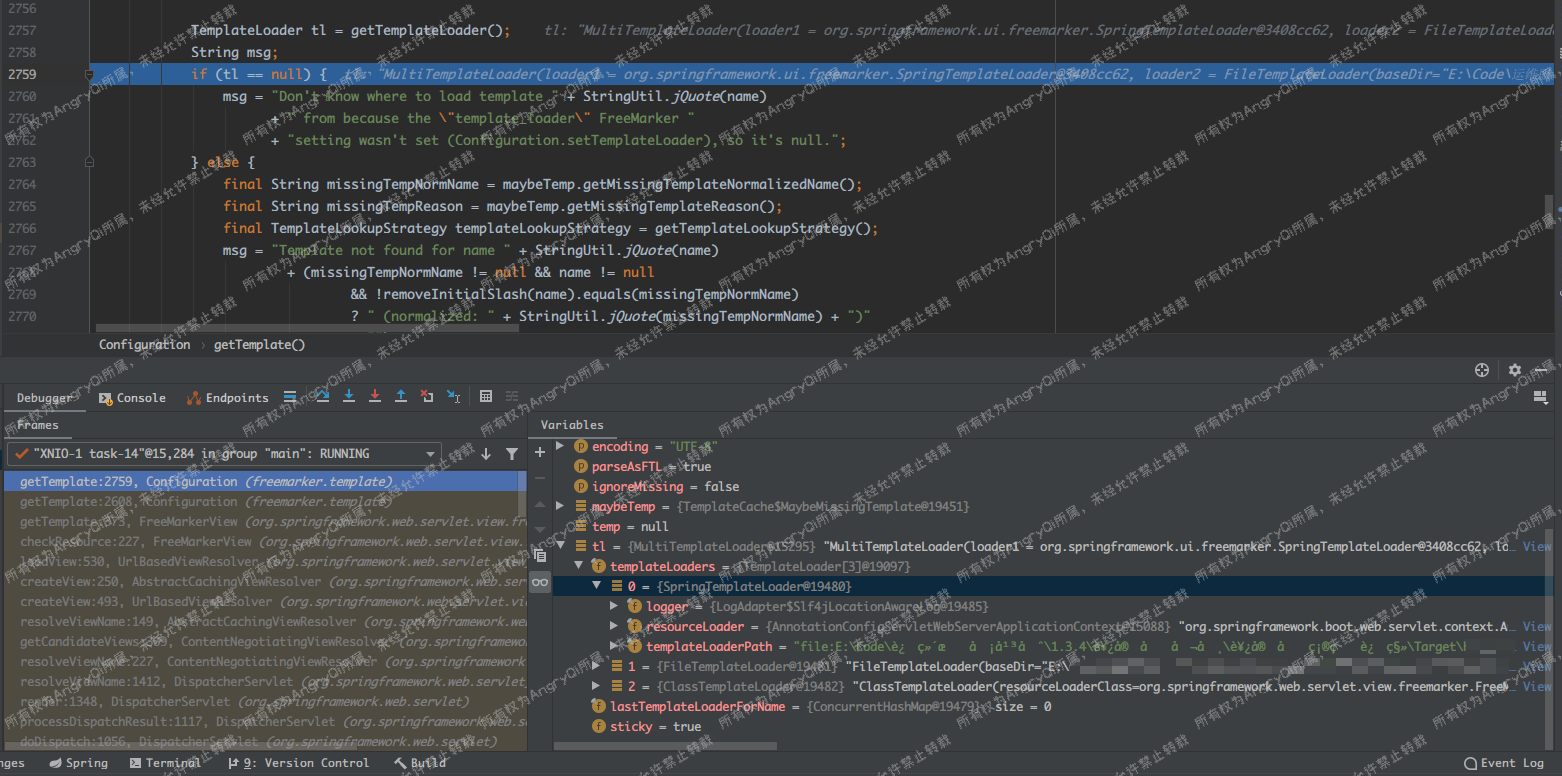 2756
2757 TemplateLoader tl = getTemplateLoader(); tl: "MultiTemplateLoader(loader1 = org.springframework.ui.freemarker.SpringTemplateLoader@3408cc62, loader2 = FileTemplateLoade
2758 String msg;
2759 if (tl == null) { tl: "MultiTemplateLoader(loader1 = org.springframework.ui.freemarker.SpringTemplateLoader@3408cc62, loader2 = FileTemplateLoader(baseDir="E:\Code\运维
2760 msg = "Don't know where to load template " + StringUtil.jQuote(name)
2761 + " from because the \"template_loader\" FreeMarker "
2762 + "setting wasn't set (Configuration.setTemplateLoader), so it's null.";
2763 } else {
2764 final String missingTempNormName = maybeTemp.getMissingTemplateNormalizedName();
2765 final String missingTempReason = maybeTemp.getMissingTemplateReason();
2766 final TemplateLookupStrategy templateLookupStrategy = getTemplateLookupStrategy();
2767 msg = "Template not found for name " + StringUtil.jQuote(name)
2768 + (missingTempNormName != null && name != null
2769 && !removeInitialSlash(name).equals(missingTempNormName)
2770 ? " (normalized: " + StringUtil.jQuote(missingTempNormName) + ")"
Configuration › getTemplate()
Debugger Console Endpoints
Frames
"XNIO-1 task-14"@15,284 in group "main": RUNNING
getTemplate:2759, Configuration (freemarker.template)
getTemplate:2608, Configuration (freemarker.template)
getTemplate:373, FreeMarkerView (org.springframework.web.servlet.view.fre
checkResource:227, FreeMarkerView (org.springframework.web.servlet.view.
loadView:530, UrlBasedViewResolver (org.springframework.web.servlet.view
createView:250, AbstractCachingViewResolver (org.springframework.web.ser
createView:493, UrlBasedViewResolver (org.springframework.web.servlet.vi
resolveViewName:149, AbstractCachingViewResolver (org.springframework.we
getCandidateViews:309, ContentNegotiatingViewResolver (org.springframewor
resolveViewName:227, ContentNegotiatingViewResolver (org.springframework
resolveViewName:1412, DispatcherServlet (org.springframework.web.servlet)
render:1348, DispatcherServlet (org.springframework.web.servlet)
processDispatchResult:1117, DispatcherServlet (org.springframework.web.se
doDispatch:1056, DispatcherServlet (org.springframework.web.servlet)
Variables
encoding = "UTF-8"
parseAsFTL = true
ignoreMissing = false
maybeTemp = {TemplateCache$MaybeMissingTemplate@19451}
temp = null
tl = {MultiTemplateLoader@15295} "MultiTemplateLoader(loader1 = org.springframework.ui.freemarker.SpringTemplateLoader@3408cc62, lo... View
templateLoaders = {TemplateLoader[3]@19097}
0 = {SpringTemplateLoader@19480}
logger = {LogAdapter$Slf4jLocationAwareLog@19485}
resourceLoader = {AnnotationConfigServletWebServerApplicationContext@15088} "org.springframework.boot.web.servlet.context.A... View
templateLoaderPath = "file:E:\Code\ \1.3.4\ \Target\ ... View
1 = {FileTemplateLoader@19481} "FileTemplateLoader(baseDir="E:\ ... View
2 = {ClassTemplateLoader@19482} "ClassTemplateLoader(resourceLoaderClass=org.springframework.web.servlet.view.freemarker.FreeM... View
lastTemplateLoaderForName = {ConcurrentHashMap@19479} size = 0
sticky = true
nges Spring Terminal 9: Version Control Build Event Log
所有权为AngryQi所属，未经允许禁止转载